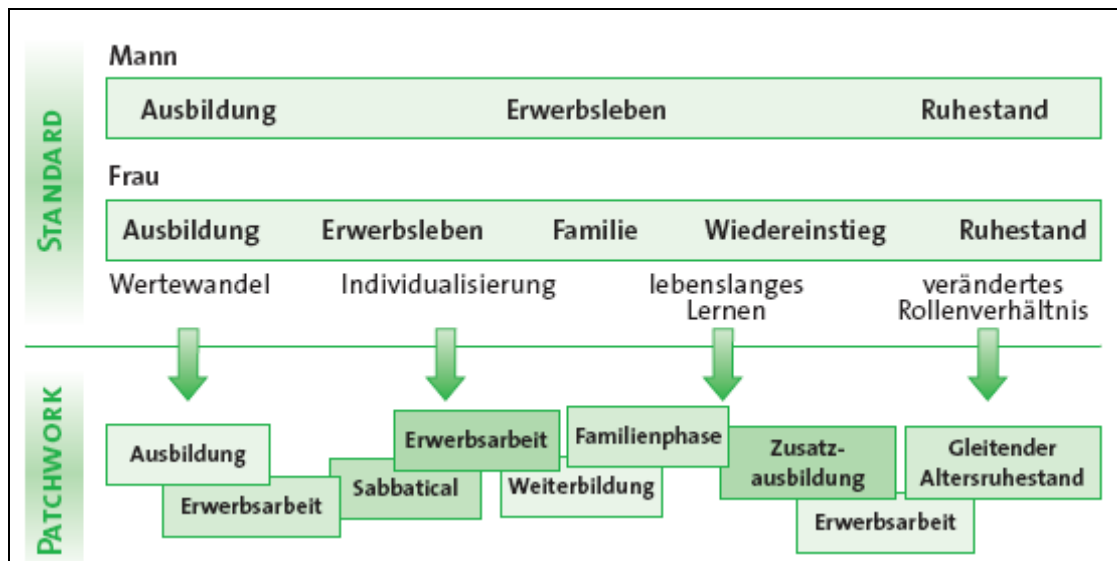 STANDARD
Mann
Ausbildung Erwerbsleben Ruhestand
Frau
Ausbildung Erwerbsleben Familie Wiedereinstieg Ruhestand
Wertewandel Individualisierung lebenslanges Lernen verändertes Rollenverhältnis
PATCHWORK
Ausbildung
Erwerbsarbeit
Sabbatical
Erwerbsarbeit
Weiterbildung
Familienphase
Zusatz-
ausbildung
Erwerbsarbeit
Gleitender
Altersruhestand